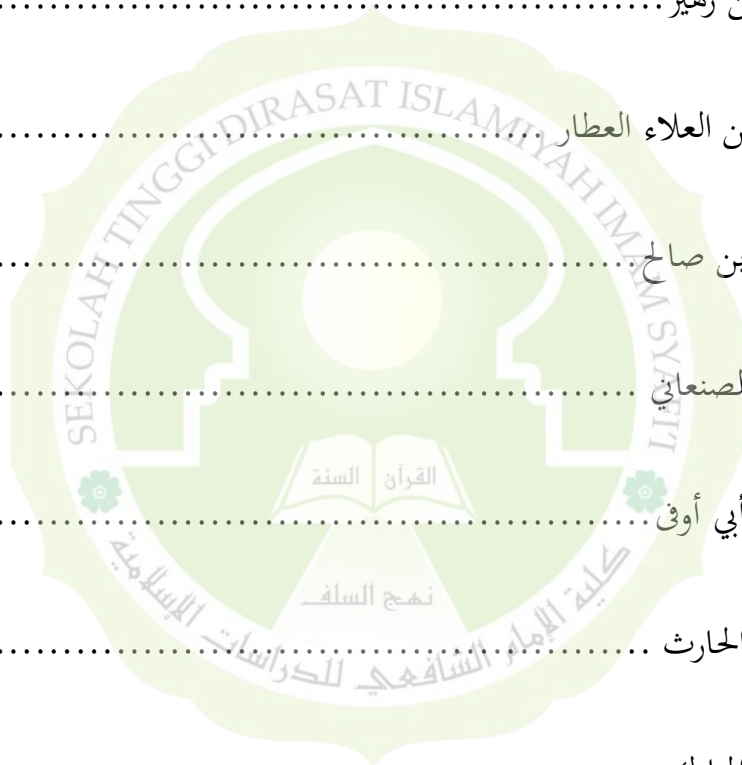 ن زهير
ن العلاء العطار
بن صالح
لصنعاني
أبي أوفى
الحارث
SEKOLAH TINGGI DIRASAT ISLAMIYAH IMAM SYAFI'I
القرآن السنة
نهج السلف
كلية الإمام الشافعي للدراسات الإسلامية